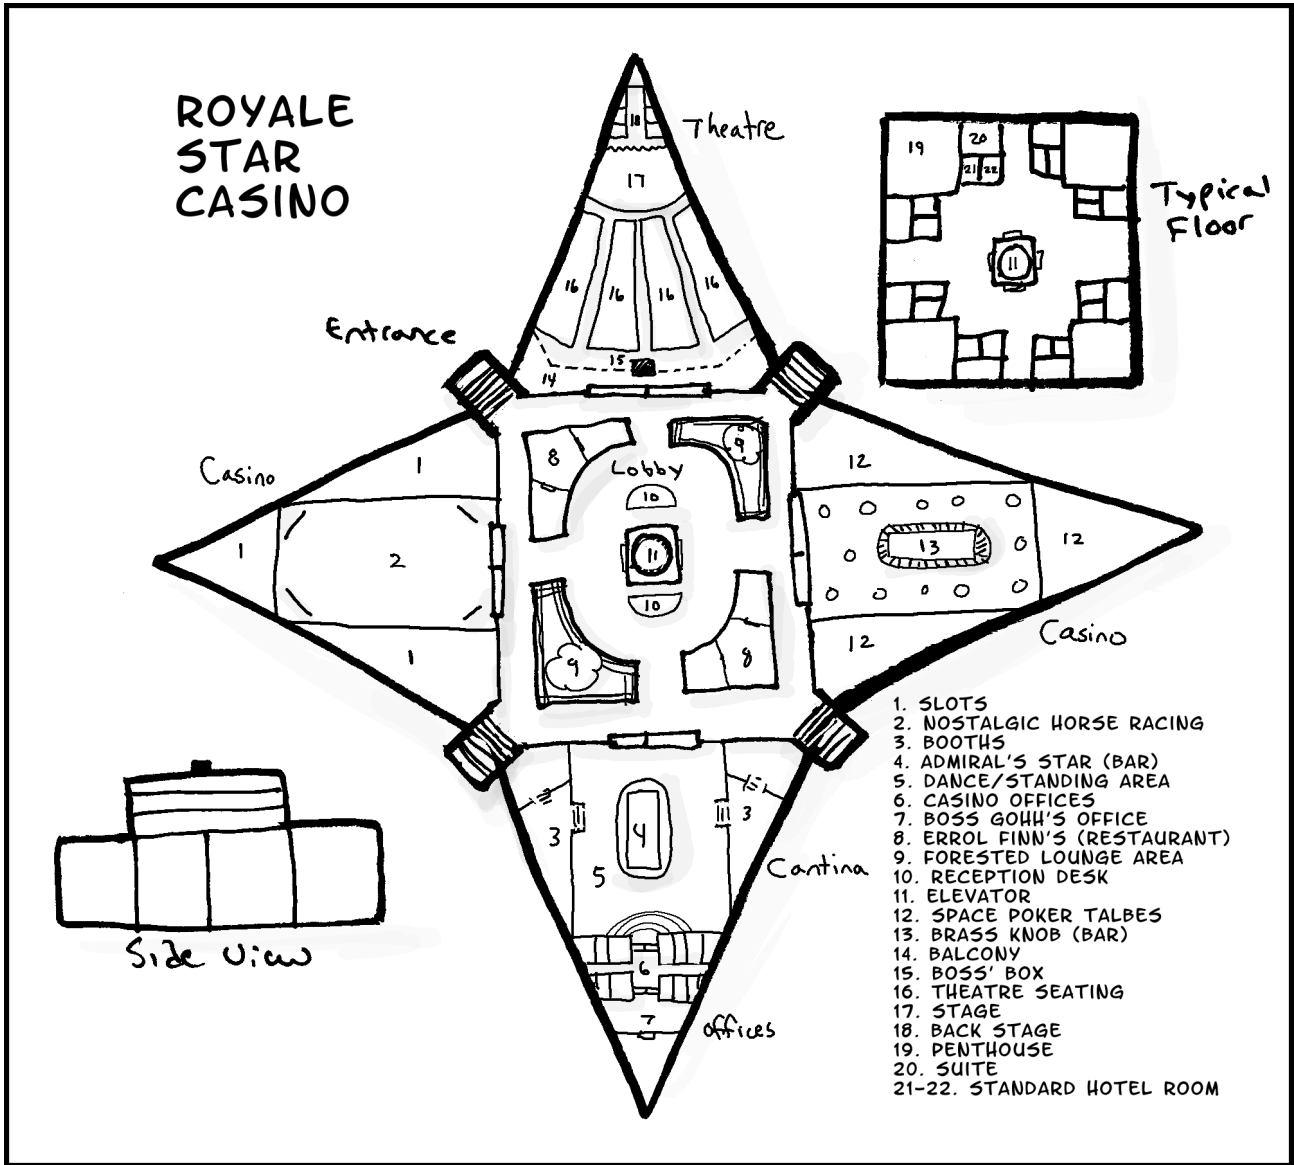 ROYALE
STAR
CASINO
Theatre
18
17
16
16
16
16
15
14
Entrance
19
20
21
22
11
Typical
Floor
Casino
1
1
2
1
8
9
Lobby
10
11
10
9
8
12
13
12
12
Casino
3
4
3
5
Cantina
6
7
offices
Side View
1. SLOTS
2. NOSTALGIC HORSE RACING
3. BOOTHS
4. ADMIRAL'S STAR (BAR)
5. DANCE/STANDING AREA
6. CASINO OFFICES
7. BOSS GOHH'S OFFICE
8. ERROL FINN'S (RESTAURANT)
9. FORESTED LOUNGE AREA
10. RECEPTION DESK
11. ELEVATOR
12. SPACE POKER TALBES
13. BRASS KNOB (BAR)
14. BALCONY
15. BOSS' BOX
16. THEATRE SEATING
17. STAGE
18. BACK STAGE
19. PENTHOUSE
20. SUITE
21-22. STANDARD HOTEL ROOM